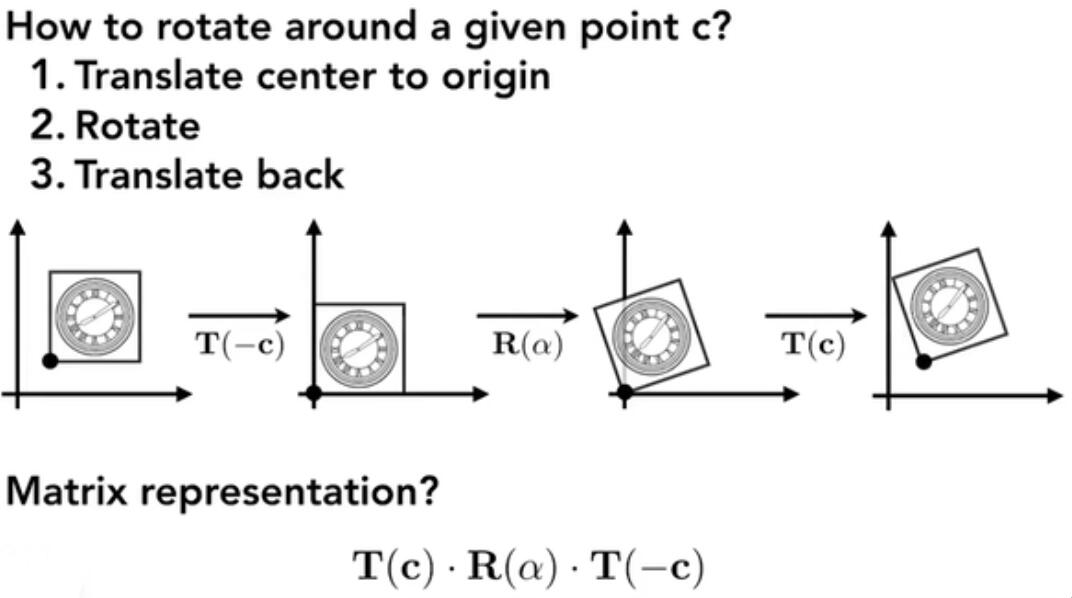 How to rotate around a given point c?
1. Translate center to origin
2. Rotate
3. Translate back
T(−c)
R(α)
T(c)
Matrix representation?
T(c) · R(α) · T(−c)